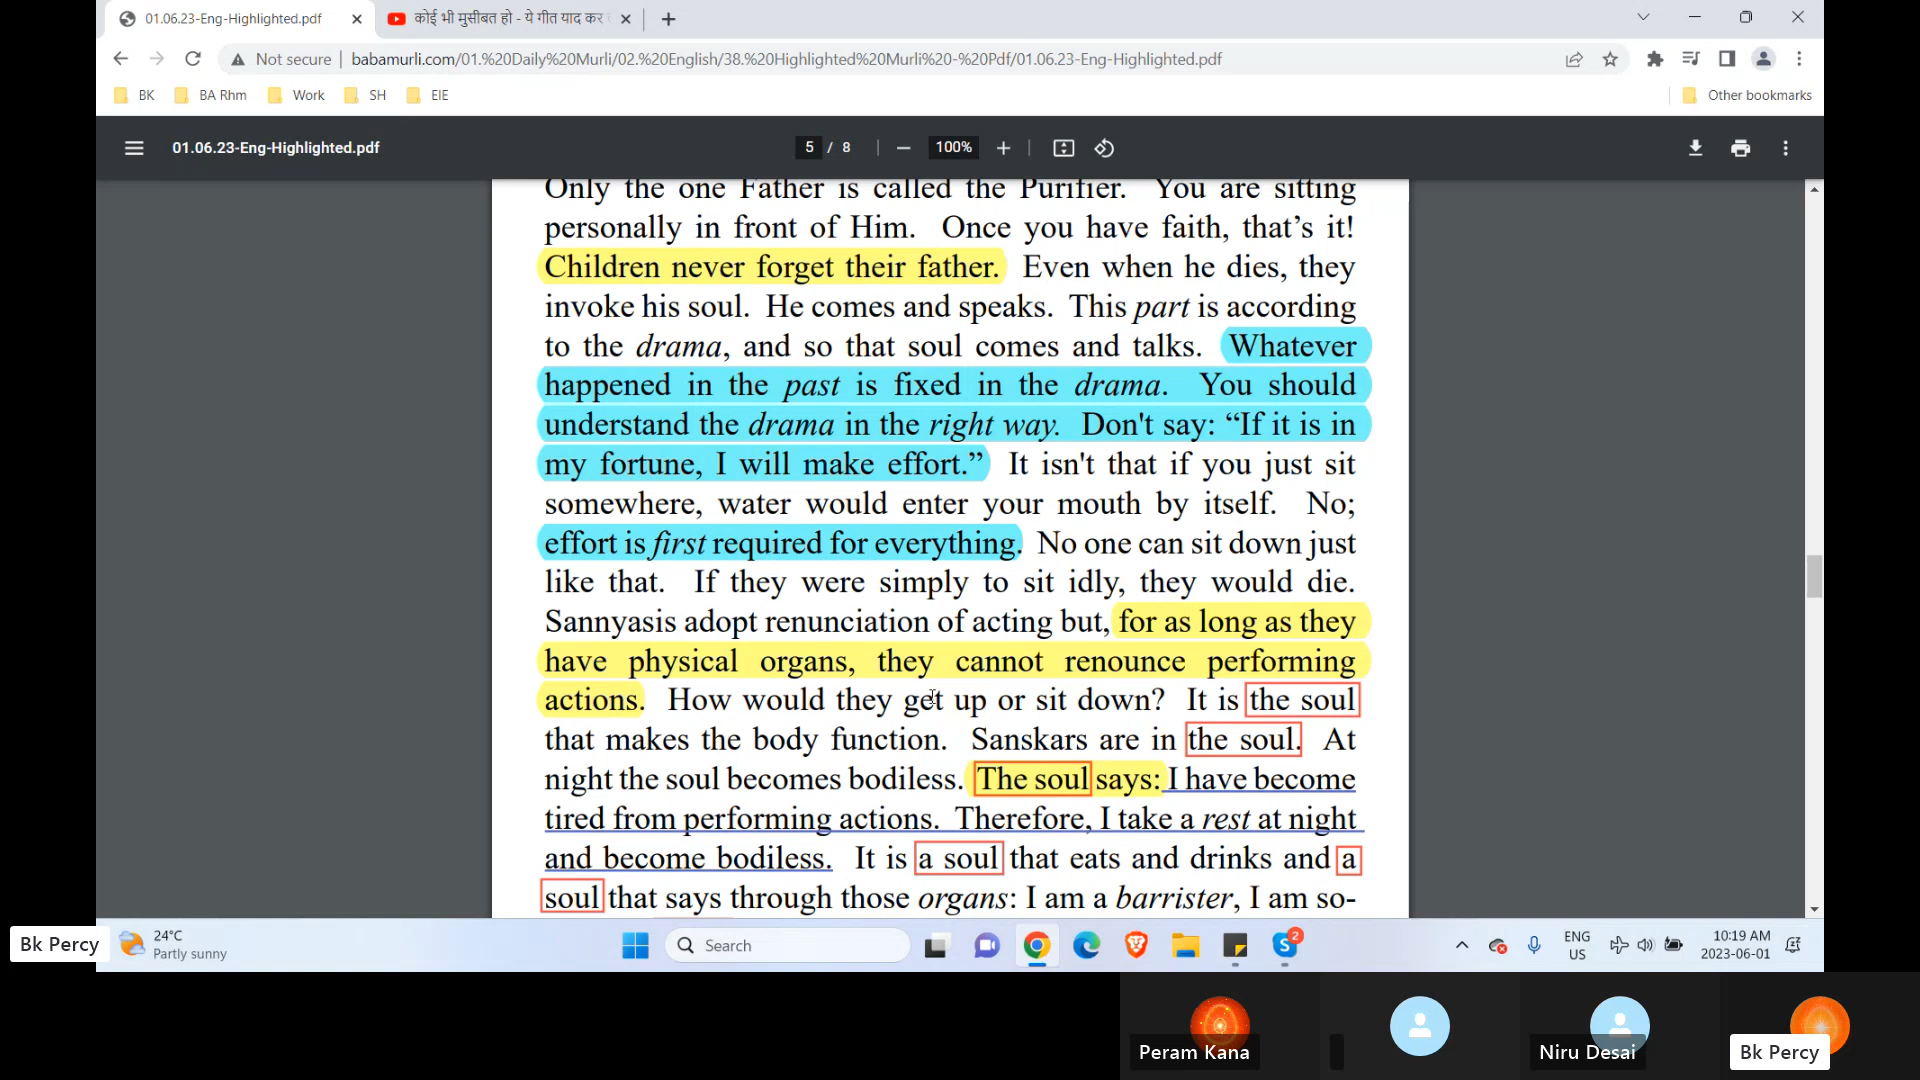 01.06.23-Eng-Highlighted.pdf
कोई भी मुसीबत हो - ये गीत याद कर
Not secure | babamurli.com/01.%20Daily%20Murli/02.%20English/38.%20Highlighted%20Murli%20-%20Pdf/01.06.23-Eng-Highlighted.pdf
BK BA Rhm Work SH EIE Other bookmarks
01.06.23-Eng-Highlighted.pdf 5 / 8 100%
Only the one Father is called the Purifier. You are sitting
personally in front of Him. Once you have faith, that’s it!
Children never forget their father. Even when he dies, they
invoke his soul. He comes and speaks. This part is according
to the drama, and so that soul comes and talks. Whatever
happened in the past is fixed in the drama. You should
understand the drama in the right way. Don't say: “If it is in
my fortune, I will make effort.” It isn't that if you just sit
somewhere, water would enter your mouth by itself. No;
effort is first required for everything. No one can sit down just
like that. If they were simply to sit idly, they would die.
Sannyasis adopt renunciation of acting but, for as long as they
have physical organs, they cannot renounce performing
actions. How would they get up or sit down? It is the soul
that makes the body function. Sanskars are in the soul. At
night the soul becomes bodiless. The soul says: I have become
tired from performing actions. Therefore, I take a rest at night
and become bodiless. It is a soul that eats and drinks and a
soul that says through those organs: I am a barrister, I am so-
Bk Percy
24°C
Partly sunny
Search
2
ENG
US
10:19 AM
2023-06-01
Peram Kana
Niru Desai
Bk Percy